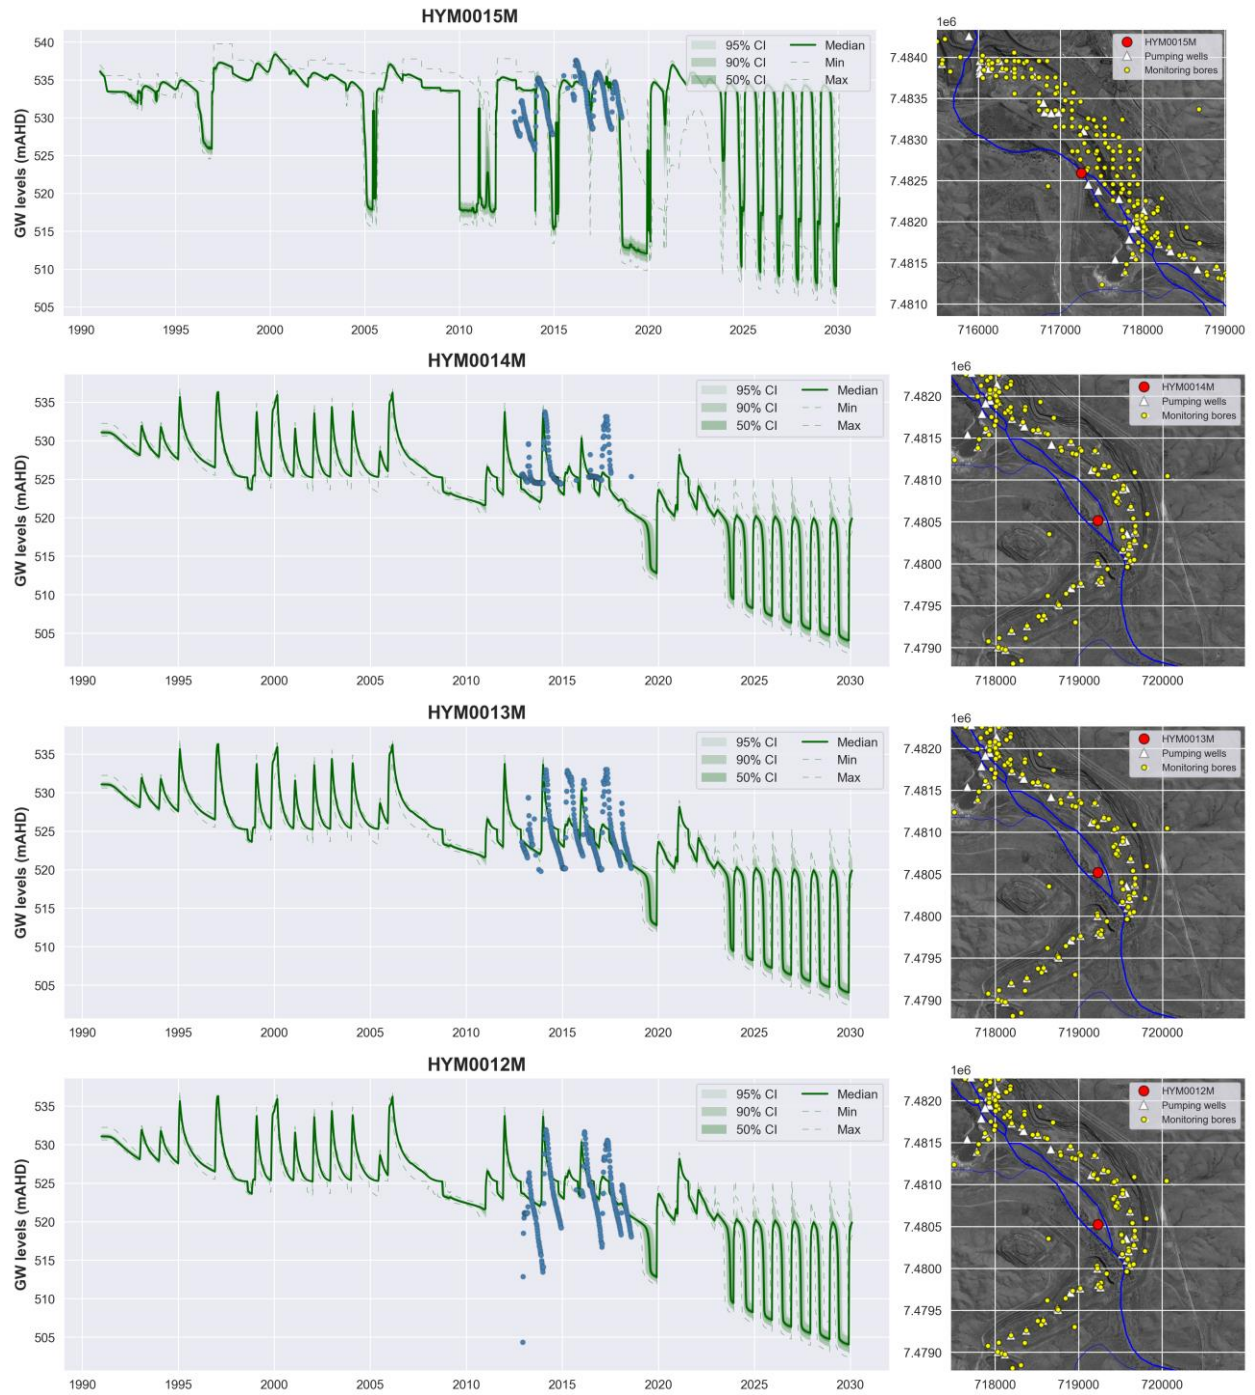 HYM0015M
GW levels (mAHD)
540
535
530
525
520
515
510
505
1990 1995 2000 2005 2010 2015 2020 2025 2030
95% CI Median
90% CI Min
50% CI Max
1e6
7.4840
7.4835
7.4830
7.4825
7.4820
7.4815
7.4810
716000 717000 718000 719000
HYM0015M
Pumping wells
Monitoring bores
HYM0014M
GW levels (mAHD)
535
530
525
520
515
510
505
1990 1995 2000 2005 2010 2015 2020 2025 2030
95% CI Median
90% CI Min
50% CI Max
1e6
7.4820
7.4815
7.4810
7.4805
7.4800
7.4795
7.4790
718000 719000 720000
HYM0014M
Pumping wells
Monitoring bores
HYM0013M
GW levels (mAHD)
535
530
525
520
515
510
505
1990 1995 2000 2005 2010 2015 2020 2025 2030
95% CI Median
90% CI Min
50% CI Max
1e6
7.4820
7.4815
7.4810
7.4805
7.4800
7.4795
7.4790
718000 719000 720000
HYM0013M
Pumping wells
Monitoring bores
HYM0012M
GW levels (mAHD)
535
530
525
520
515
510
505
1990 1995 2000 2005 2010 2015 2020 2025 2030
95% CI Median
90% CI Min
50% CI Max
1e6
7.4820
7.4815
7.4810
7.4805
7.4800
7.4795
7.4790
718000 719000 720000
HYM0012M
Pumping wells
Monitoring bores